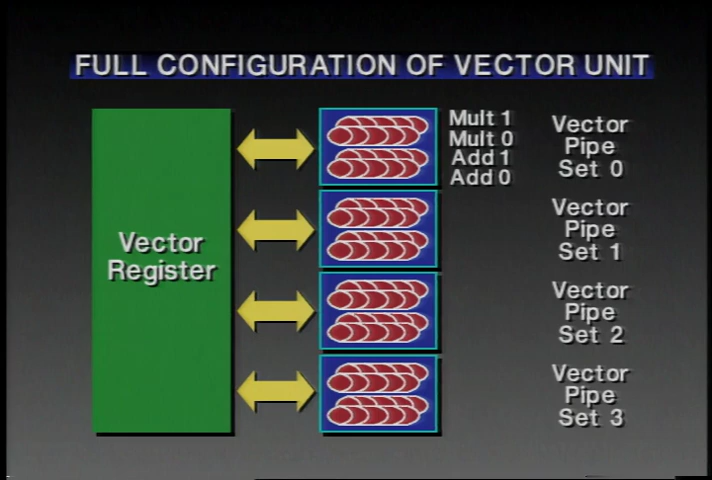 FULL CONFIGURATION OF VECTOR UNIT
Vector
Register
Mult 1
Mult 0
Add 1
Add 0
Vector
Pipe
Set 0
Vector
Pipe
Set 1
Vector
Pipe
Set 2
Vector
Pipe
Set 3